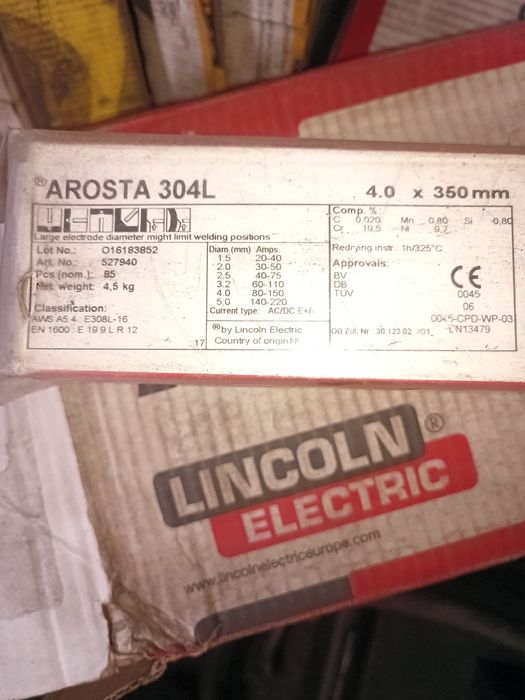 ®AROSTA 304L 4.0 x 350mm
Large electrode diameter might limit welding positions
Lot No.: O16183852
Art. No.: 527940
Pcs (nom.): 85
Net. weight: 4,5 kg
Classification:
AWS A5.4: E308L-16
EN 1600: E 19 9 L R 12
17
Diam.(mm) Amps.
1.5 20-40
2.0 30-50
2.5 40-75
3.2 60-110
4.0 80-150
5.0 140-220
Current type: AC/DC E+/-
® by Lincoln Electric
Country of origin N
Comp. %:
C 0,020 Mn 0,80 Si 0,80
Cr 19,5 Ni 9,7
Redrying instr.: 1h/325°C
Approvals:
BV
DB
TÜV
CE
0045
06
0045-CPD-WP-03
DB Zul. Nr 30.122.02 /01 EN13479
LINCOLN ®
ELECTRIC
www.lincolnelectriceurope.com